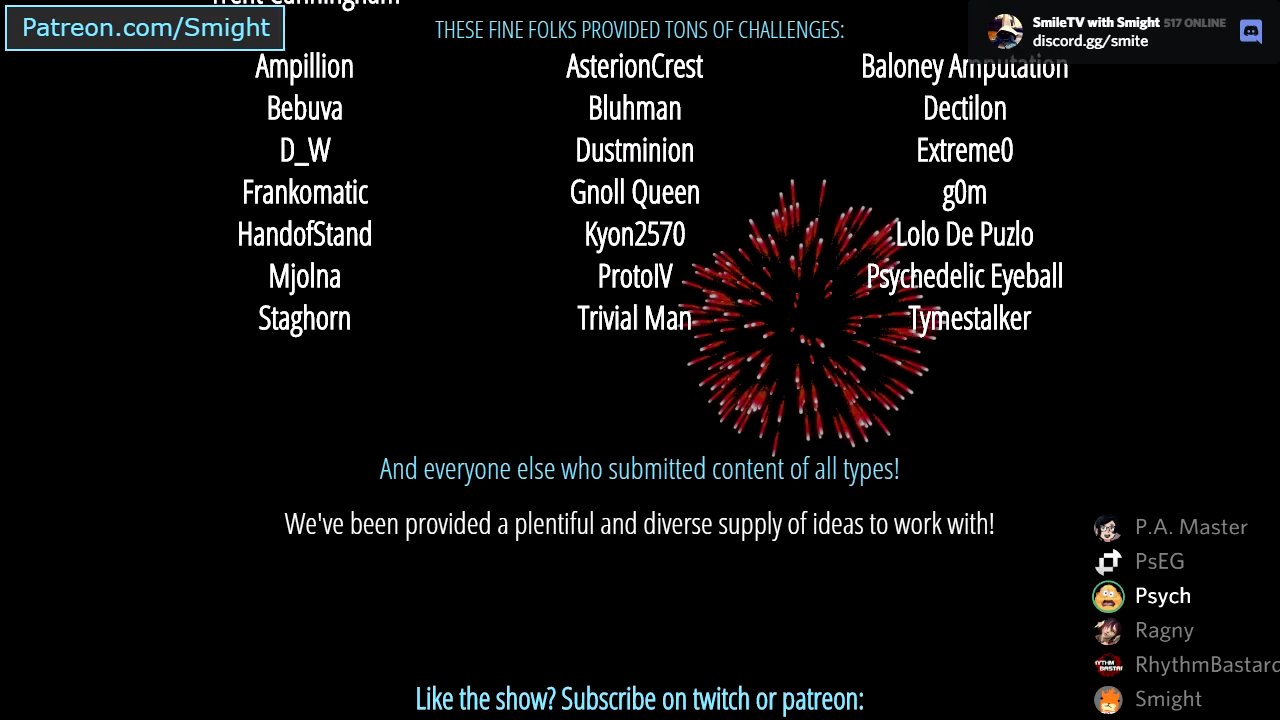 Trent Cunningham
Patreon.com/Smight
THESE FINE FOLKS PROVIDED TONS OF CHALLENGES:
SmileTV with Smight 517 ONLINE
discord.gg/smite
Ampillion AsterionCrest Baloney Amputation
Bebuva Bluhman Dectilon
D_W Dustminion Extreme0
Frankomatic Gnoll Queen g0m
HandofStand Kyon2570 Lolo De Puzlo
Mjolna ProtoIV Psychedelic Eyeball
Staghorn Trivial Man Tymestalker
And everyone else who submitted content of all types!
We've been provided a plentiful and diverse supply of ideas to work with!
P.A. Master
PsEG
Psych
Ragny
RhythmBastard
Smight
Like the show? Subscribe on twitch or patreon: